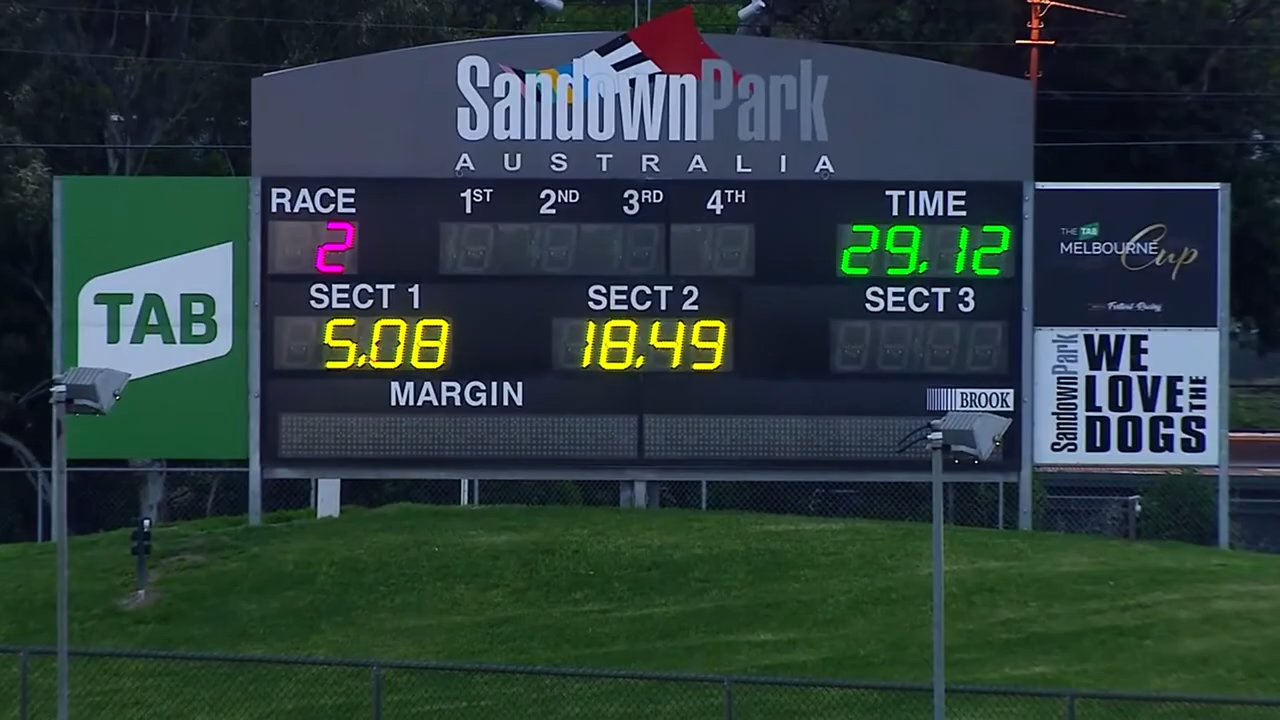 SandownPark
AUSTRALIA
RACE 1ST 2ND 3RD 4TH TIME
2 29.12
SECT 1 SECT 2 SECT 3
5.08 18.49
MARGIN
BROOK
TAB
THE TAB
MELBOURNE Cup
SandownPark
WE
LOVE THE
DOGS